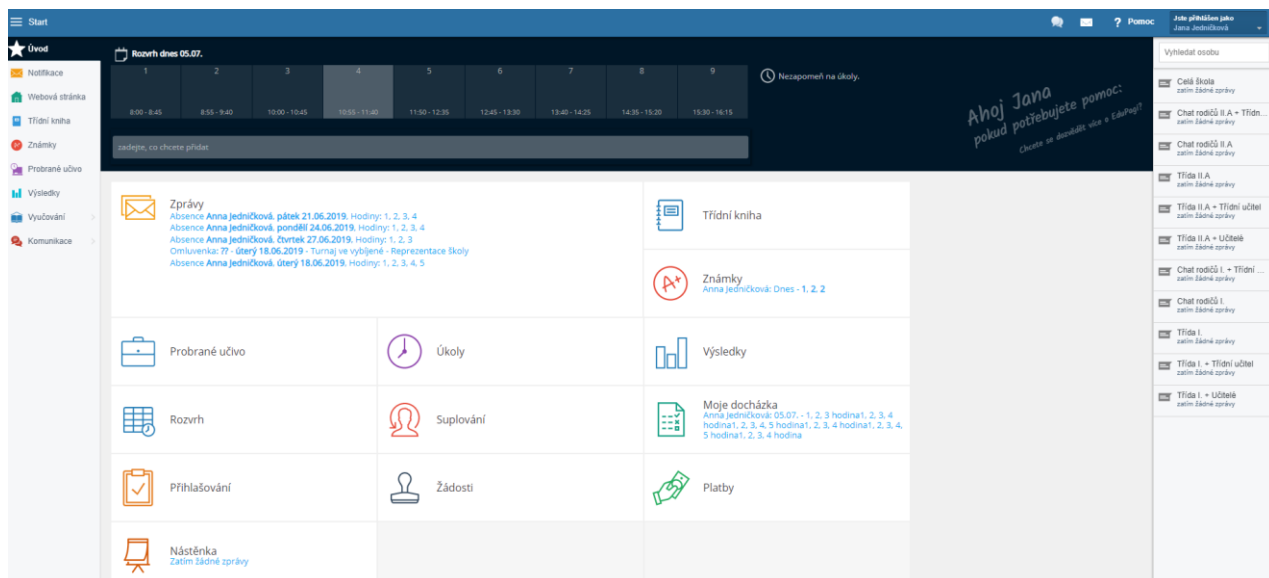 Start
? Pomoc
Jste přihlášen jako
Jana Jedničková
Úvod
Notifikace
Webová stránka
Třídní kniha
Známky
Probrané učivo
Výsledky
Vyučování
Komunikace
Rozvrh dnes 05.07.
1 2 3 4 5 6 7 8 9
8:00 - 8:45 8:55 - 9:40 10:00 - 10:45 10:55 - 11:40 11:50 - 12:35 12:45 - 13:30 13:40 - 14:25 14:35 - 15:20 15:30 - 16:15
zadejte, co chcete přidat
Nezapomeň na úkoly.
Ahoj Jana
pokud potřebujete pomoc:
Chcete se dozvědět více o EduPagi?
Zprávy
Absence Anna Jedničková. pátek 21.06.2019. Hodiny: 1, 2, 3, 4
Absence Anna Jedničková. pondělí 24.06.2019. Hodiny: 1, 2, 3, 4
Absence Anna Jedničková. čtvrtek 27.06.2019. Hodiny: 1, 2, 3
Omluvenka: ?? - úterý 18.06.2019 - Turnaj ve vybíjené - Reprezentace školy
Absence Anna Jedničková. úterý 18.06.2019. Hodiny: 1, 2, 3, 4, 5
Třídní kniha
Známky
Anna Jedničková: Dnes - 1, 2, 2
Probrané učivo
Úkoly
Výsledky
Rozvrh
Suplování
Moje docházka
Anna Jedničková: 05.07. - 1, 2, 3 hodina1, 2, 3, 4
hodina1, 2, 3, 4, 5 hodina1, 2, 3, 4 hodina1, 2, 3, 4,
5 hodina1, 2, 3, 4 hodina
Přihlašování
Žádosti
Platby
Nástěnka
Zatím žádné zprávy
Vyhledat osobu
Celá škola
zatím žádné zprávy
Chat rodičů II.A + Třídn...
zatím žádné zprávy
Chat rodičů II.A
zatím žádné zprávy
Třída II.A
zatím žádné zprávy
Třída II.A + Třídní učitel
zatím žádné zprávy
Třída II.A + Učitelé
zatím žádné zprávy
Chat rodičů I. + Třídní ...
zatím žádné zprávy
Chat rodičů I.
zatím žádné zprávy
Třída I.
zatím žádné zprávy
Třída I. + Třídní učitel
zatím žádné zprávy
Třída I. + Učitelé
zatím žádné zprávy